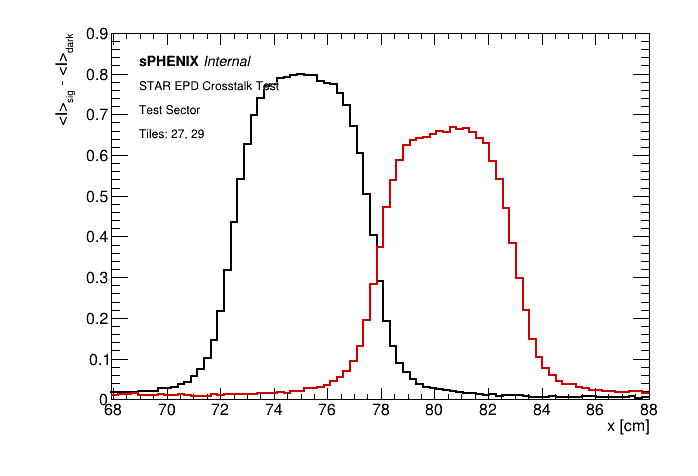 0.9
<I>sig - <I>dark
sPHENIX Internal
0.8
STAR EPD Crosstalk Test
0.7
Test Sector
Tiles: 27, 29
0.6
0.5
0.4
0.3
0.2
0.1
0
68 70 72 74 76 78 80 82 84 86 88
x [cm]